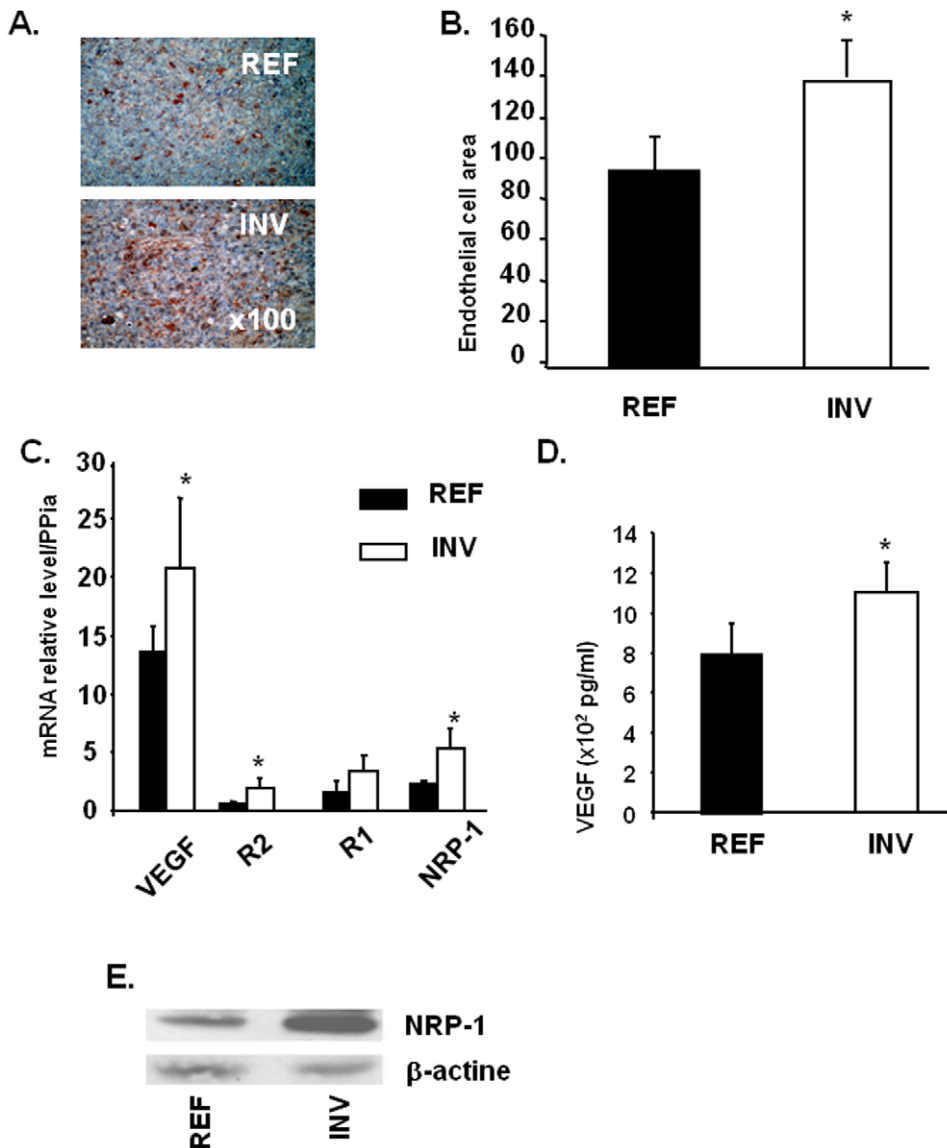 A.
REF
INV
x100
B.
Endothelial cell area
160
140
120
100
80
60
40
20
0
*
REF
INV
C.
mRNA relative level/PPia
30
25
20
15
10
5
0
*
*
*
REF
INV
VEGF
R2
R1
NRP-1
D.
VEGF (x10² pg/ml)
14
12
10
8
6
4
2
0
*
REF
INV
E.
NRP-1
β-actine
REF
INV